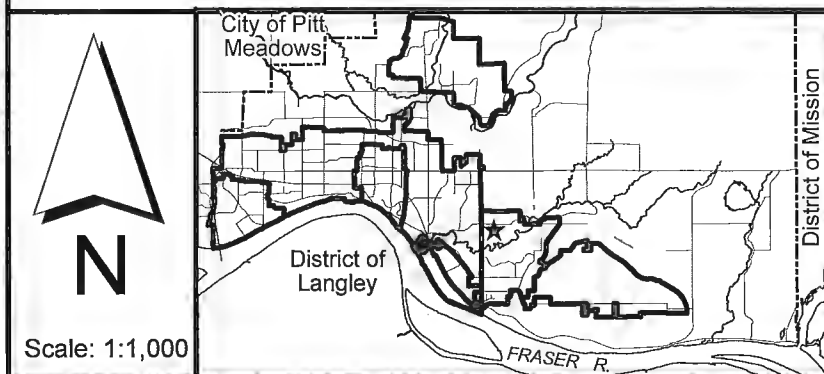 N
Scale: 1:1,000
City of Pitt
Meadows
District of
Langley
FRASER R.
District of Mission